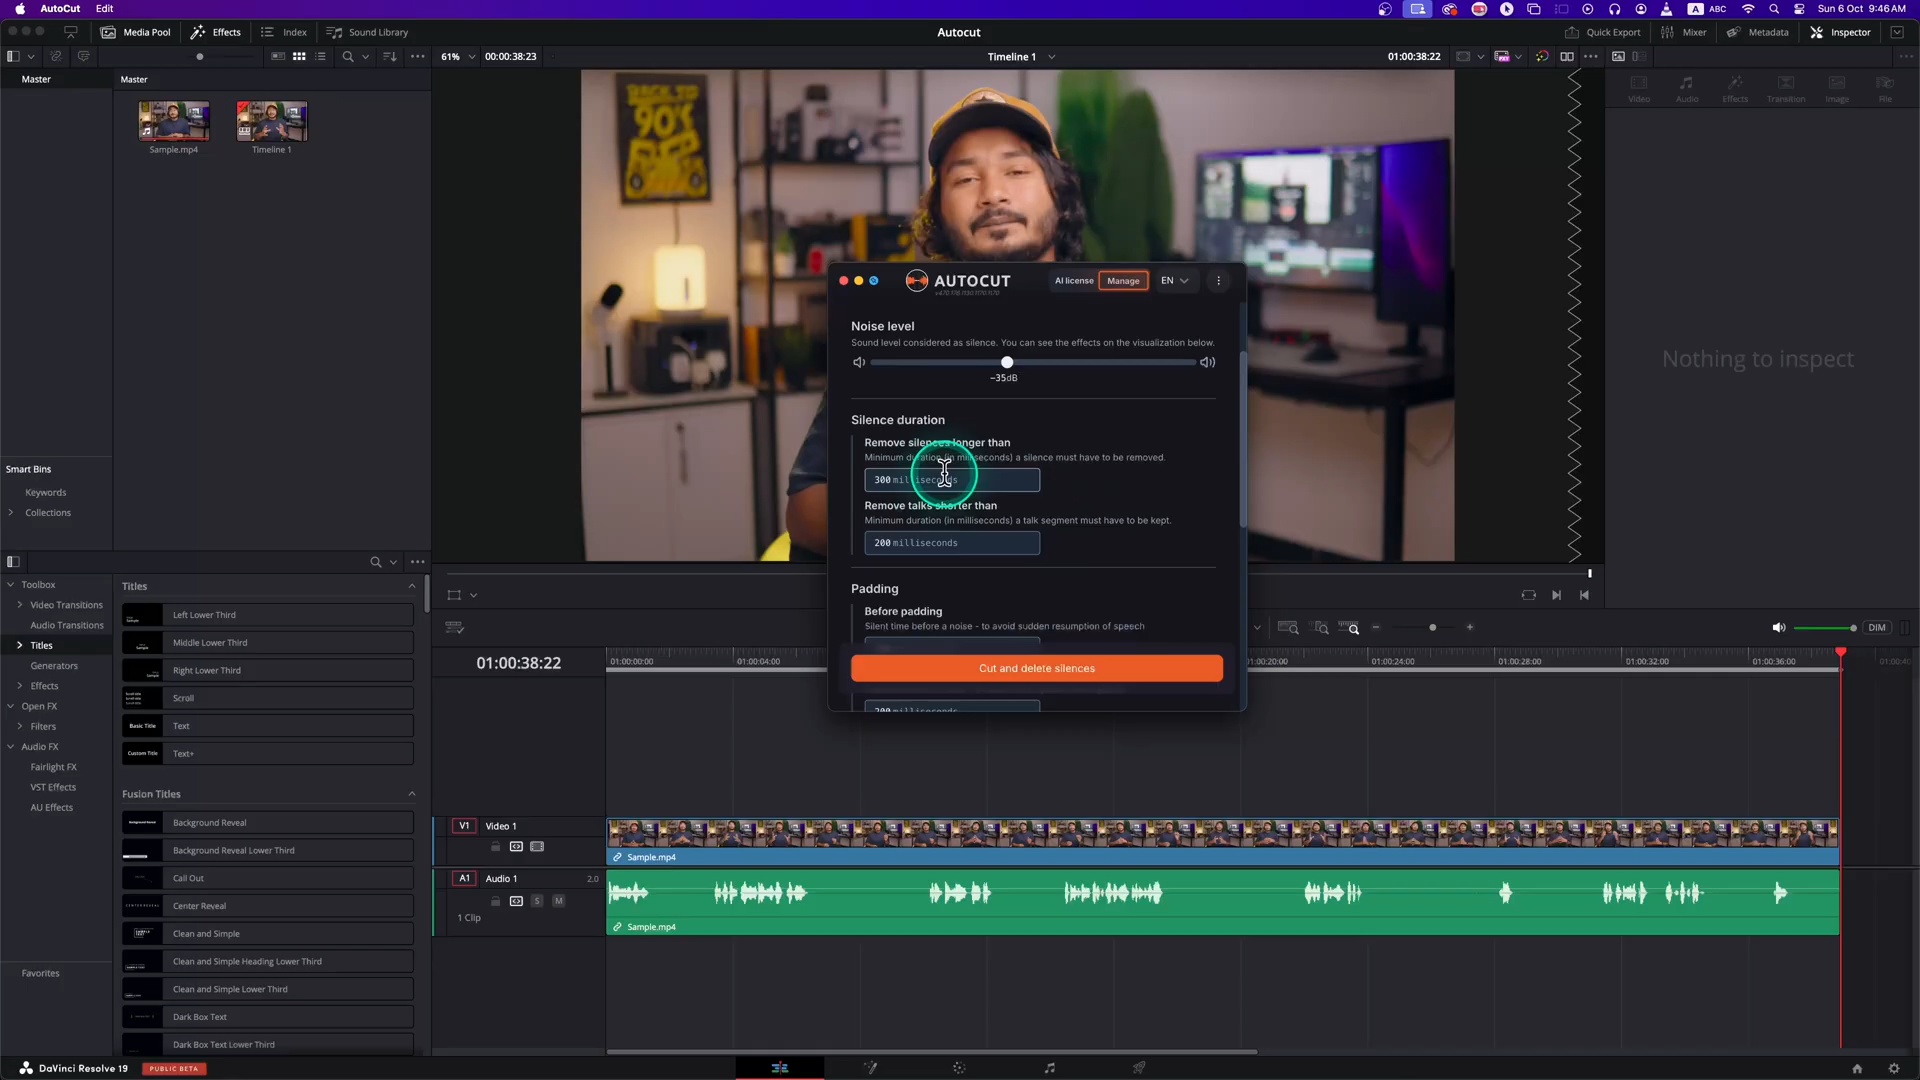 AutoCut
Edit
A
ABC
Sun 6 Oct 9:46 AM
Media Pool
Effects
Index
Sound Library
Autocut
Quick Export
Mixer
Metadata
Inspector
61%
00:00:38:23
Timeline 1
01:00:38:22
Master
Master
Sample.mp4
Timeline 1
BACK TO
90'
Video
Audio
Effects
Transition
Image
File
Nothing to inspect
AUTOCUT
AI license
Manage
EN
Noise level
Sound level considered as silence. You can see the effects on the visualization below.
-35dB
Silence duration
Remove silences longer than
Minimum duration (in milliseconds) a silence must have to be removed.
300 milliseconds
Remove talks shorter than
Minimum duration (in milliseconds) a talk segment must have to be kept.
200 milliseconds
Padding
Before padding
Silent time before a noise - to avoid sudden resumption of speech
Cut and delete silences
200 milliseconds
Smart Bins
Keywords
Collections
Toolbox
Video Transitions
Audio Transitions
Titles
Generators
Effects
Open FX
Filters
Audio FX
Fairlight FX
VST Effects
AU Effects
Favorites
Titles
Left Lower Third
Middle Lower Third
Right Lower Third
Scroll
Basic Title
Text
Custom Title
Text+
Fusion Titles
Background Reveal
Background Reveal Lower Third
Call Out
Center Reveal
Clean and Simple
Clean and Simple Heading Lower Third
Clean and Simple Lower Third
Dark Box Text
Dark Box Text Lower Third
DIM
01:00:38:22
01:00:00:00
01:00:04:00
01:00:20:00
01:00:24:00
01:00:28:00
01:00:32:00
01:00:36:00
V1
Video 1
Sample.mp4
A1
Audio 1
2.0
S
M
1 Clip
Sample.mp4
DaVinci Resolve 19
PUBLIC BETA